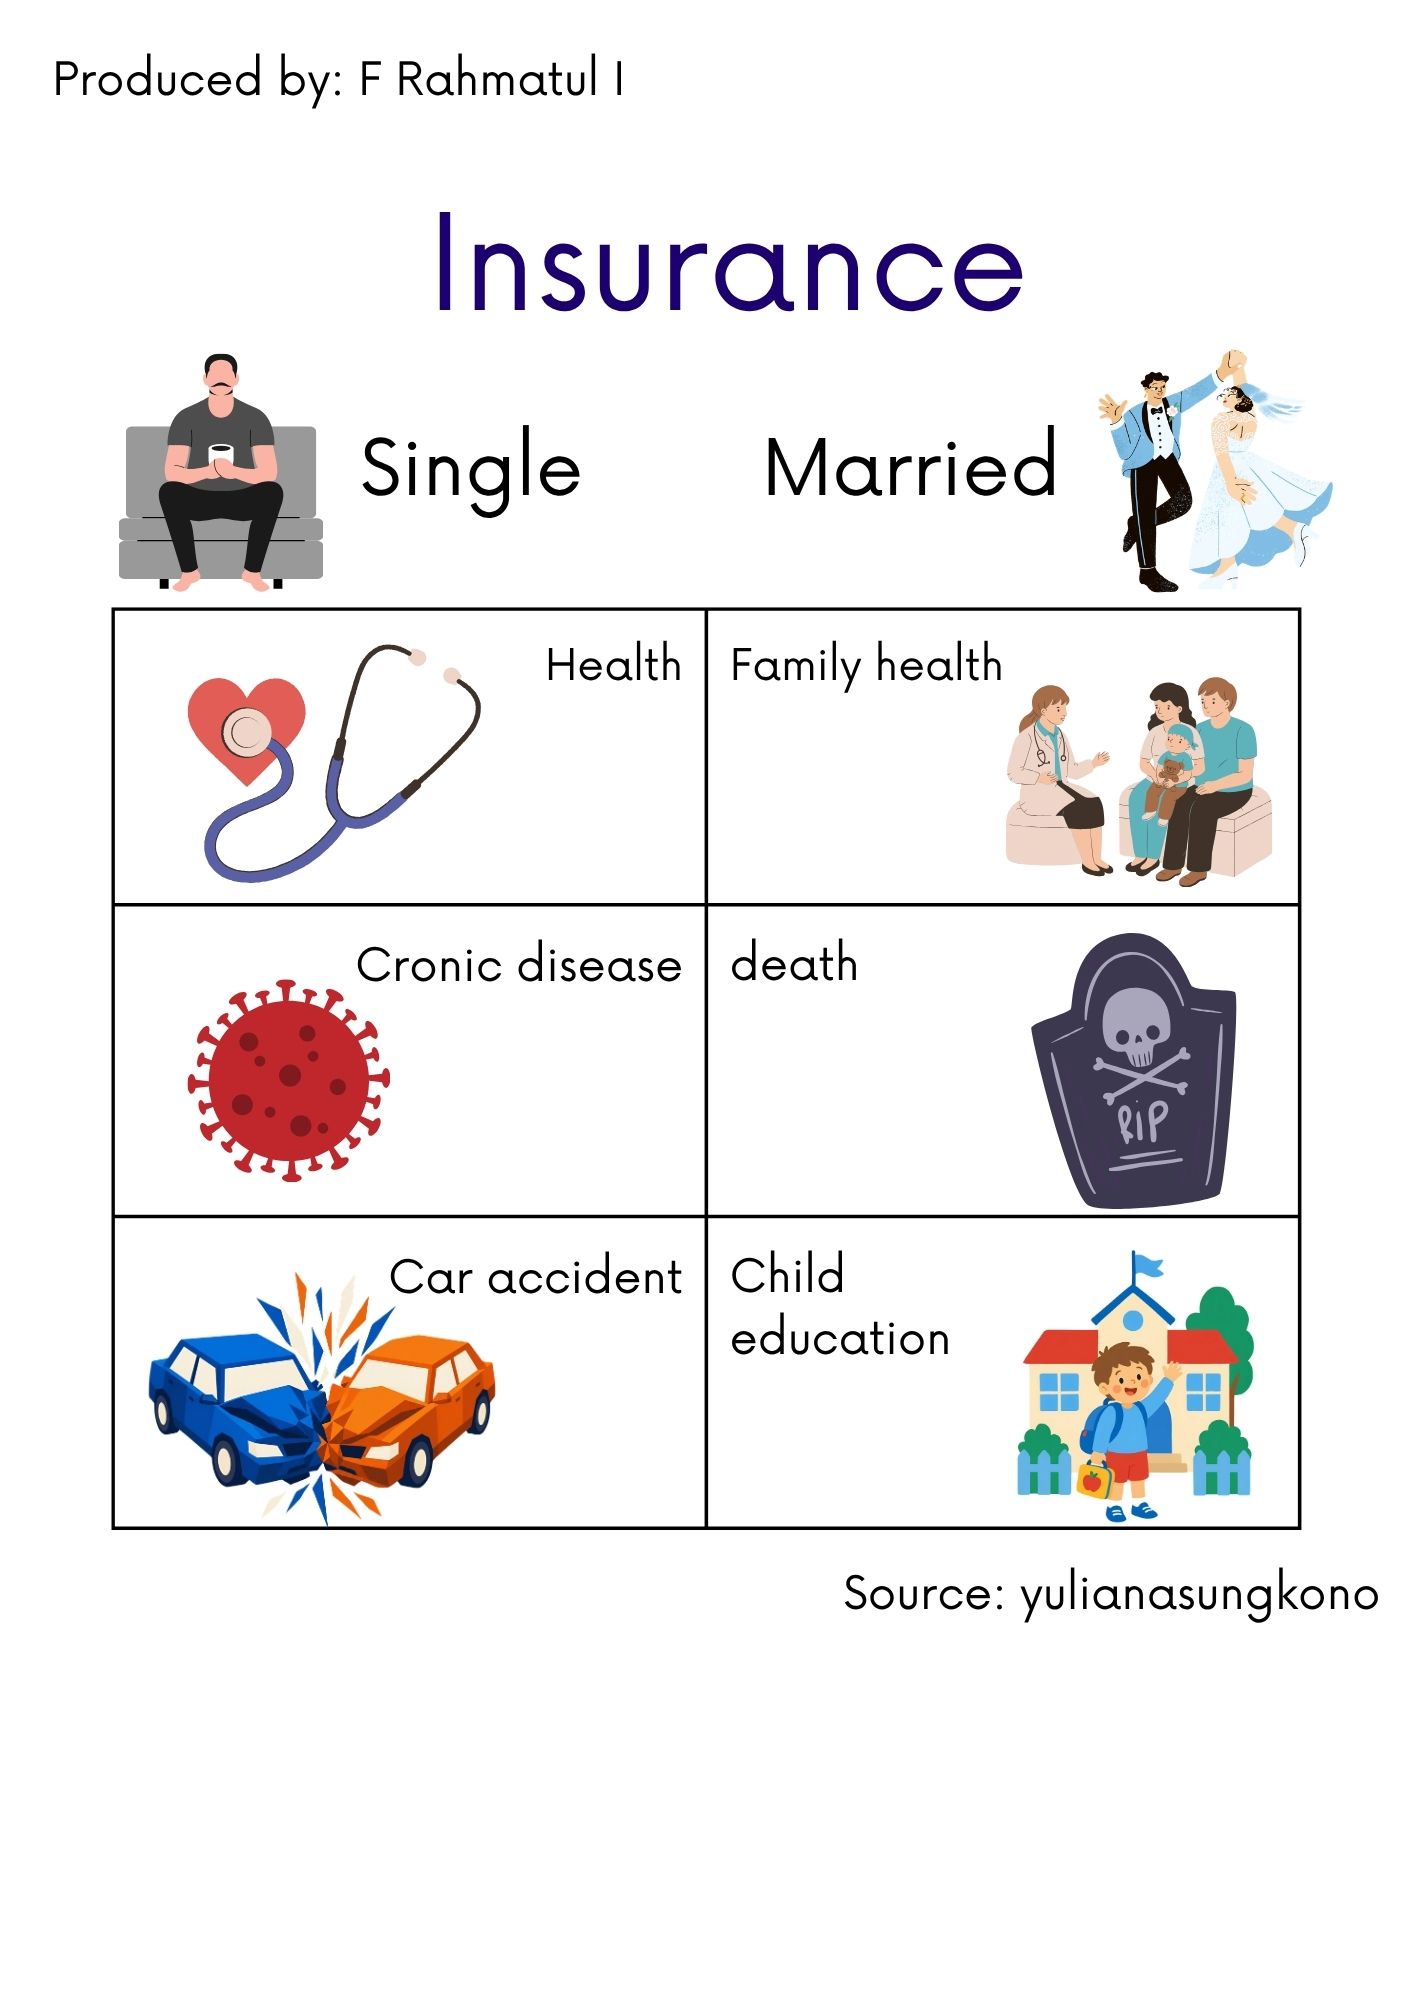 Produced by: F Rahmatul I
Insurance
Single
Married
Health
Family health
Cronic disease
death
RiP
Car accident
Child
education
Source: yulianasungkono